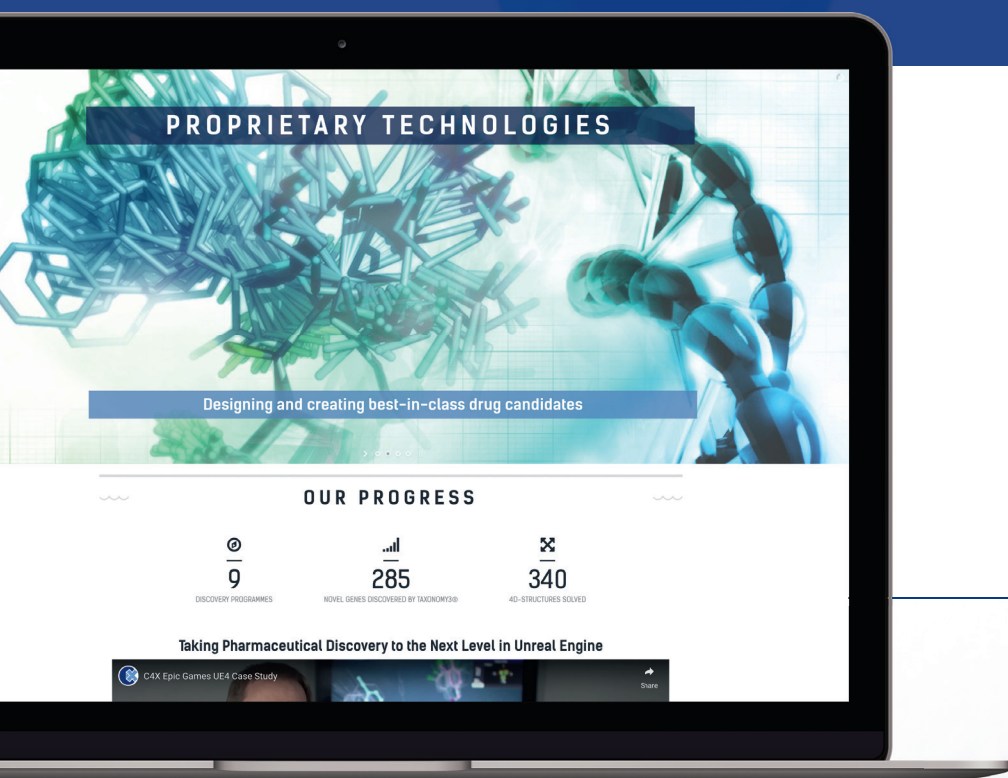 PROPRIETARY TECHNOLOGIES
Designing and creating best-in-class drug candidates
OUR PROGRESS
9 285 340
DISCOVERY PROGRAMMES NOVEL GENES DISCOVERED BY TAXONOMY3® 4D-STRUCTURES SOLVED
Taking Pharmaceutical Discovery to the Next Level in Unreal Engine
C4X Epic Games UE4 Case Study
Share